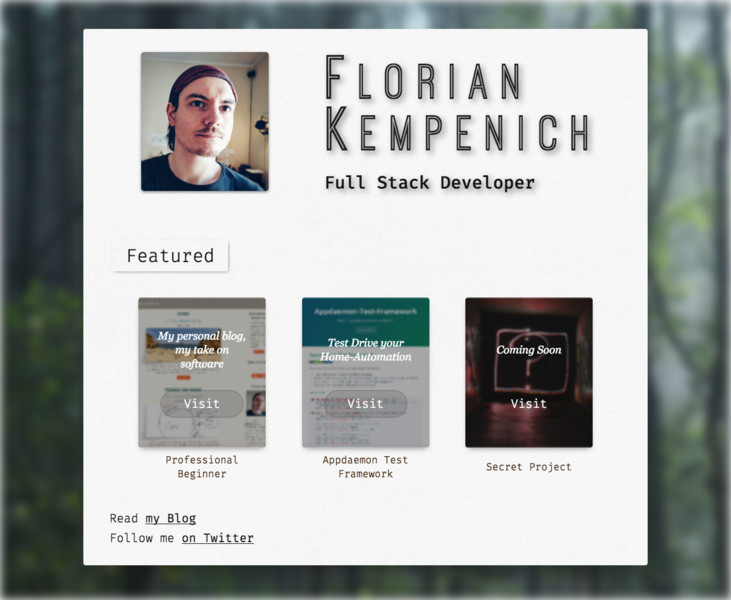 Florian
Kempenich
Full Stack Developer
Featured
My personal blog,
my take on
software
Visit
Professional
Beginner
Appdaemon-Test-Framework
Test Drive your
Home-Automation
Visit
Appdaemon Test
Framework
Coming Soon
Visit
Secret Project
Read my Blog
Follow me on Twitter